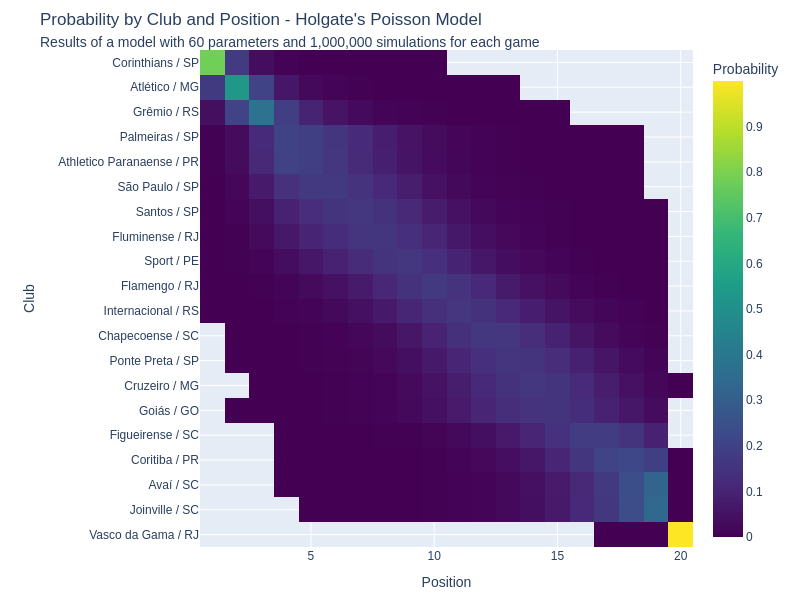 Probability by Club and Position - Holgate's Poisson Model
Results of a model with 60 parameters and 1,000,000 simulations for each game
Probability
Club
Corinthians / SP
Atlético / MG
Grêmio / RS
Palmeiras / SP
Athletico Paranaense / PR
São Paulo / SP
Santos / SP
Fluminense / RJ
Sport / PE
Flamengo / RJ
Internacional / RS
Chapecoense / SC
Ponte Preta / SP
Cruzeiro / MG
Goiás / GO
Figueirense / SC
Coritiba / PR
Avaí / SC
Joinville / SC
Vasco da Gama / RJ
0.9
0.8
0.7
0.6
0.5
0.4
0.3
0.2
0.1
0
5 10 15 20
Position